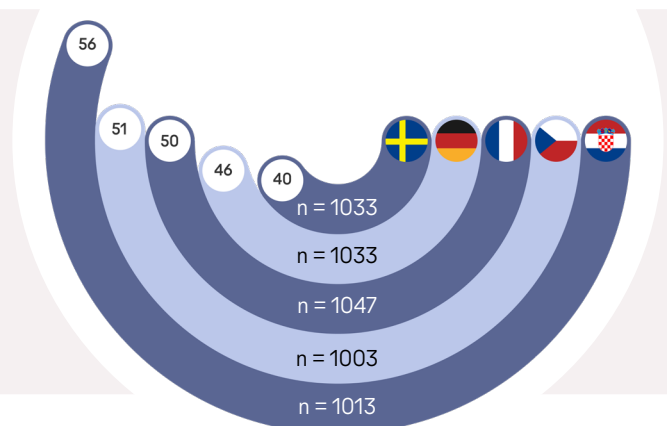 56
51
50
46
40
n = 1033
n = 1033
n = 1047
n = 1003
n = 1013